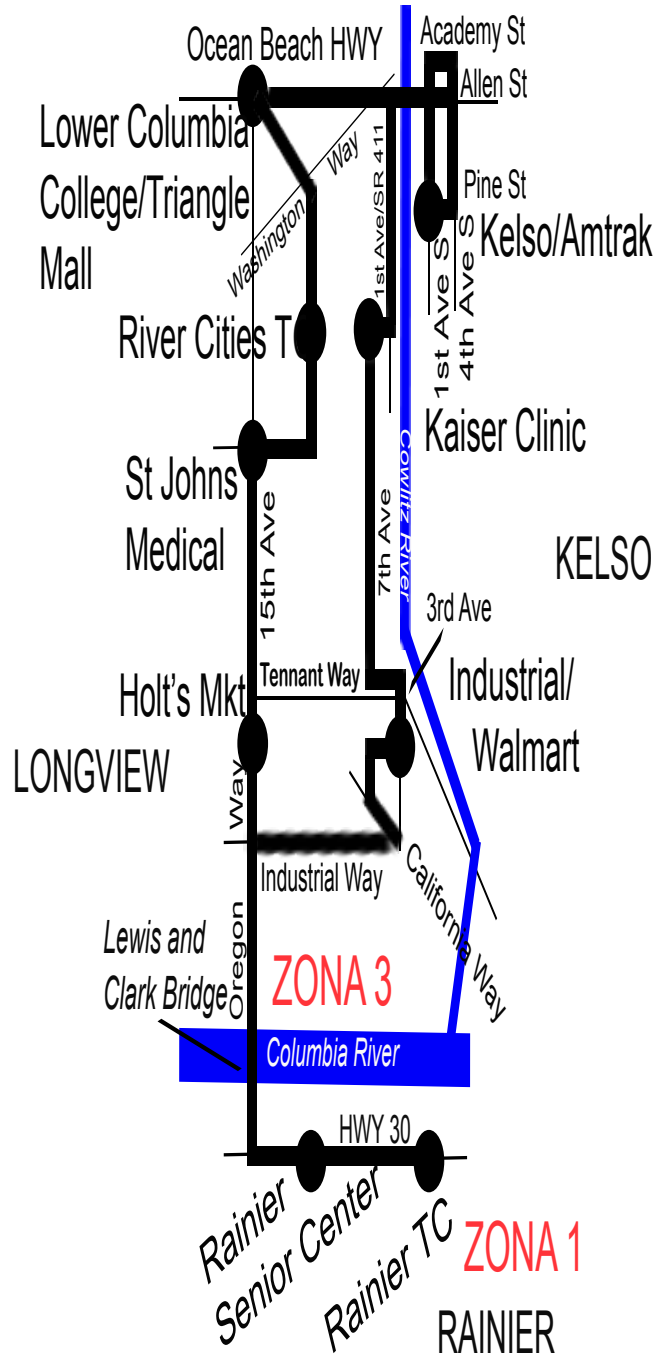 Academy St
Ocean Beach HWY
Allen St
Lower Columbia
College/Triangle
Mall
Washington Way
1st Ave/SR 411
Pine St
Kelso/Amtrak
1st Ave S
4th Ave S
River Cities T
Kaiser Clinic
Cowlitz River
St Johns
Medical
15th Ave
7th Ave
KELSO
3rd Ave
Tennant Way
Holt's Mkt
Industrial/
Walmart
LONGVIEW
Oregon Way
Industrial Way
California Way
Lewis and
Clark Bridge
ZONA 3
Columbia River
HWY 30
Rainier
Senior Center
Rainier TC
ZONA 1
RAINIER